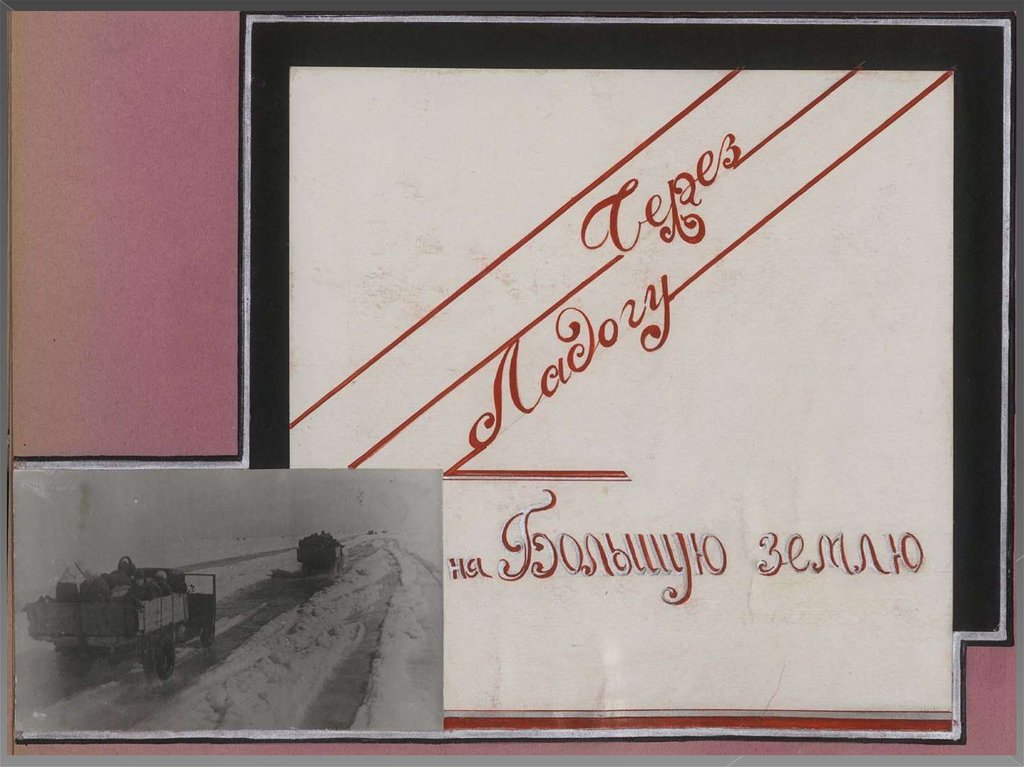 Через
Ладогу
на Большую землю